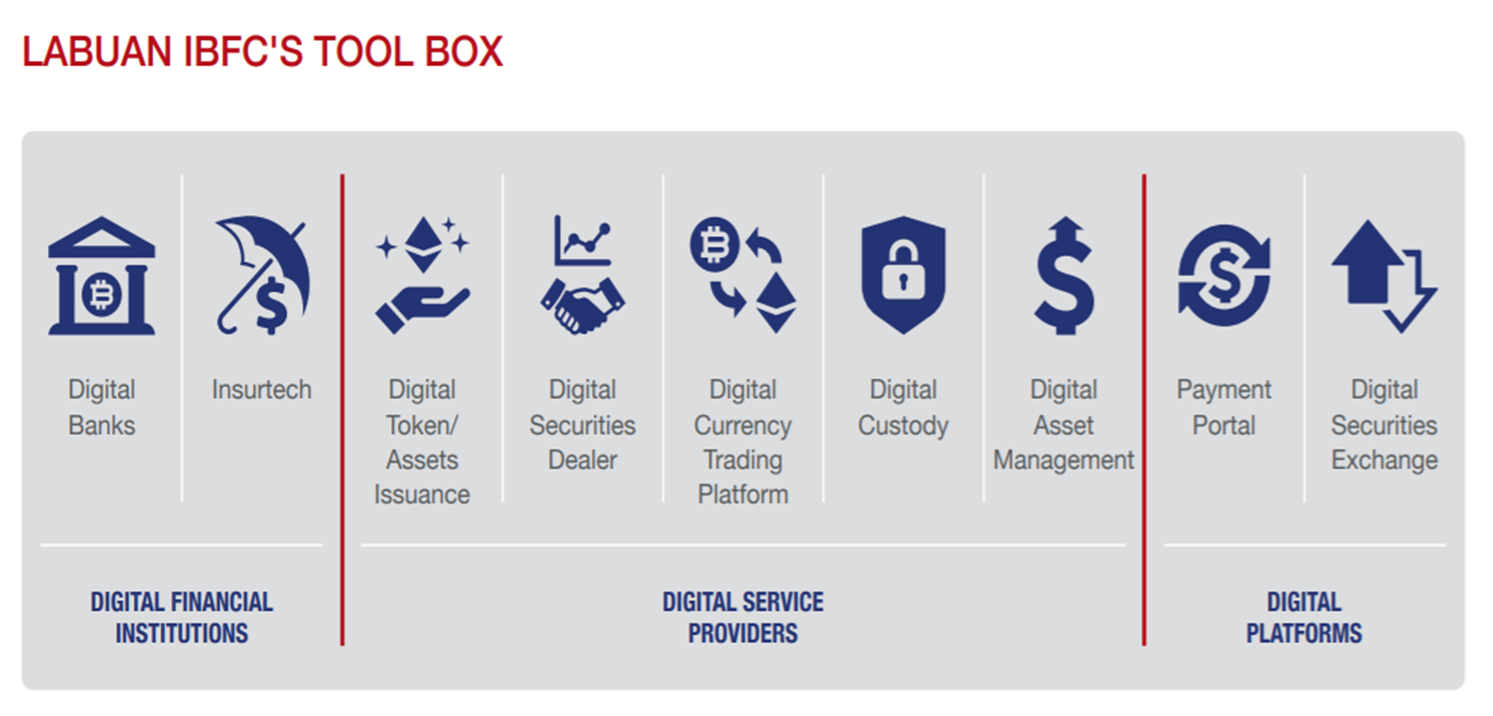 LABUAN IBFC'S TOOL BOX
Digital
Banks
Insurtech
Digital
Token/
Assets
Issuance
Digital
Securities
Dealer
Digital
Currency
Trading
Platform
Digital
Custody
Digital
Asset
Management
Payment
Portal
Digital
Securities
Exchange
DIGITAL FINANCIAL
INSTITUTIONS
DIGITAL SERVICE
PROVIDERS
DIGITAL
PLATFORMS